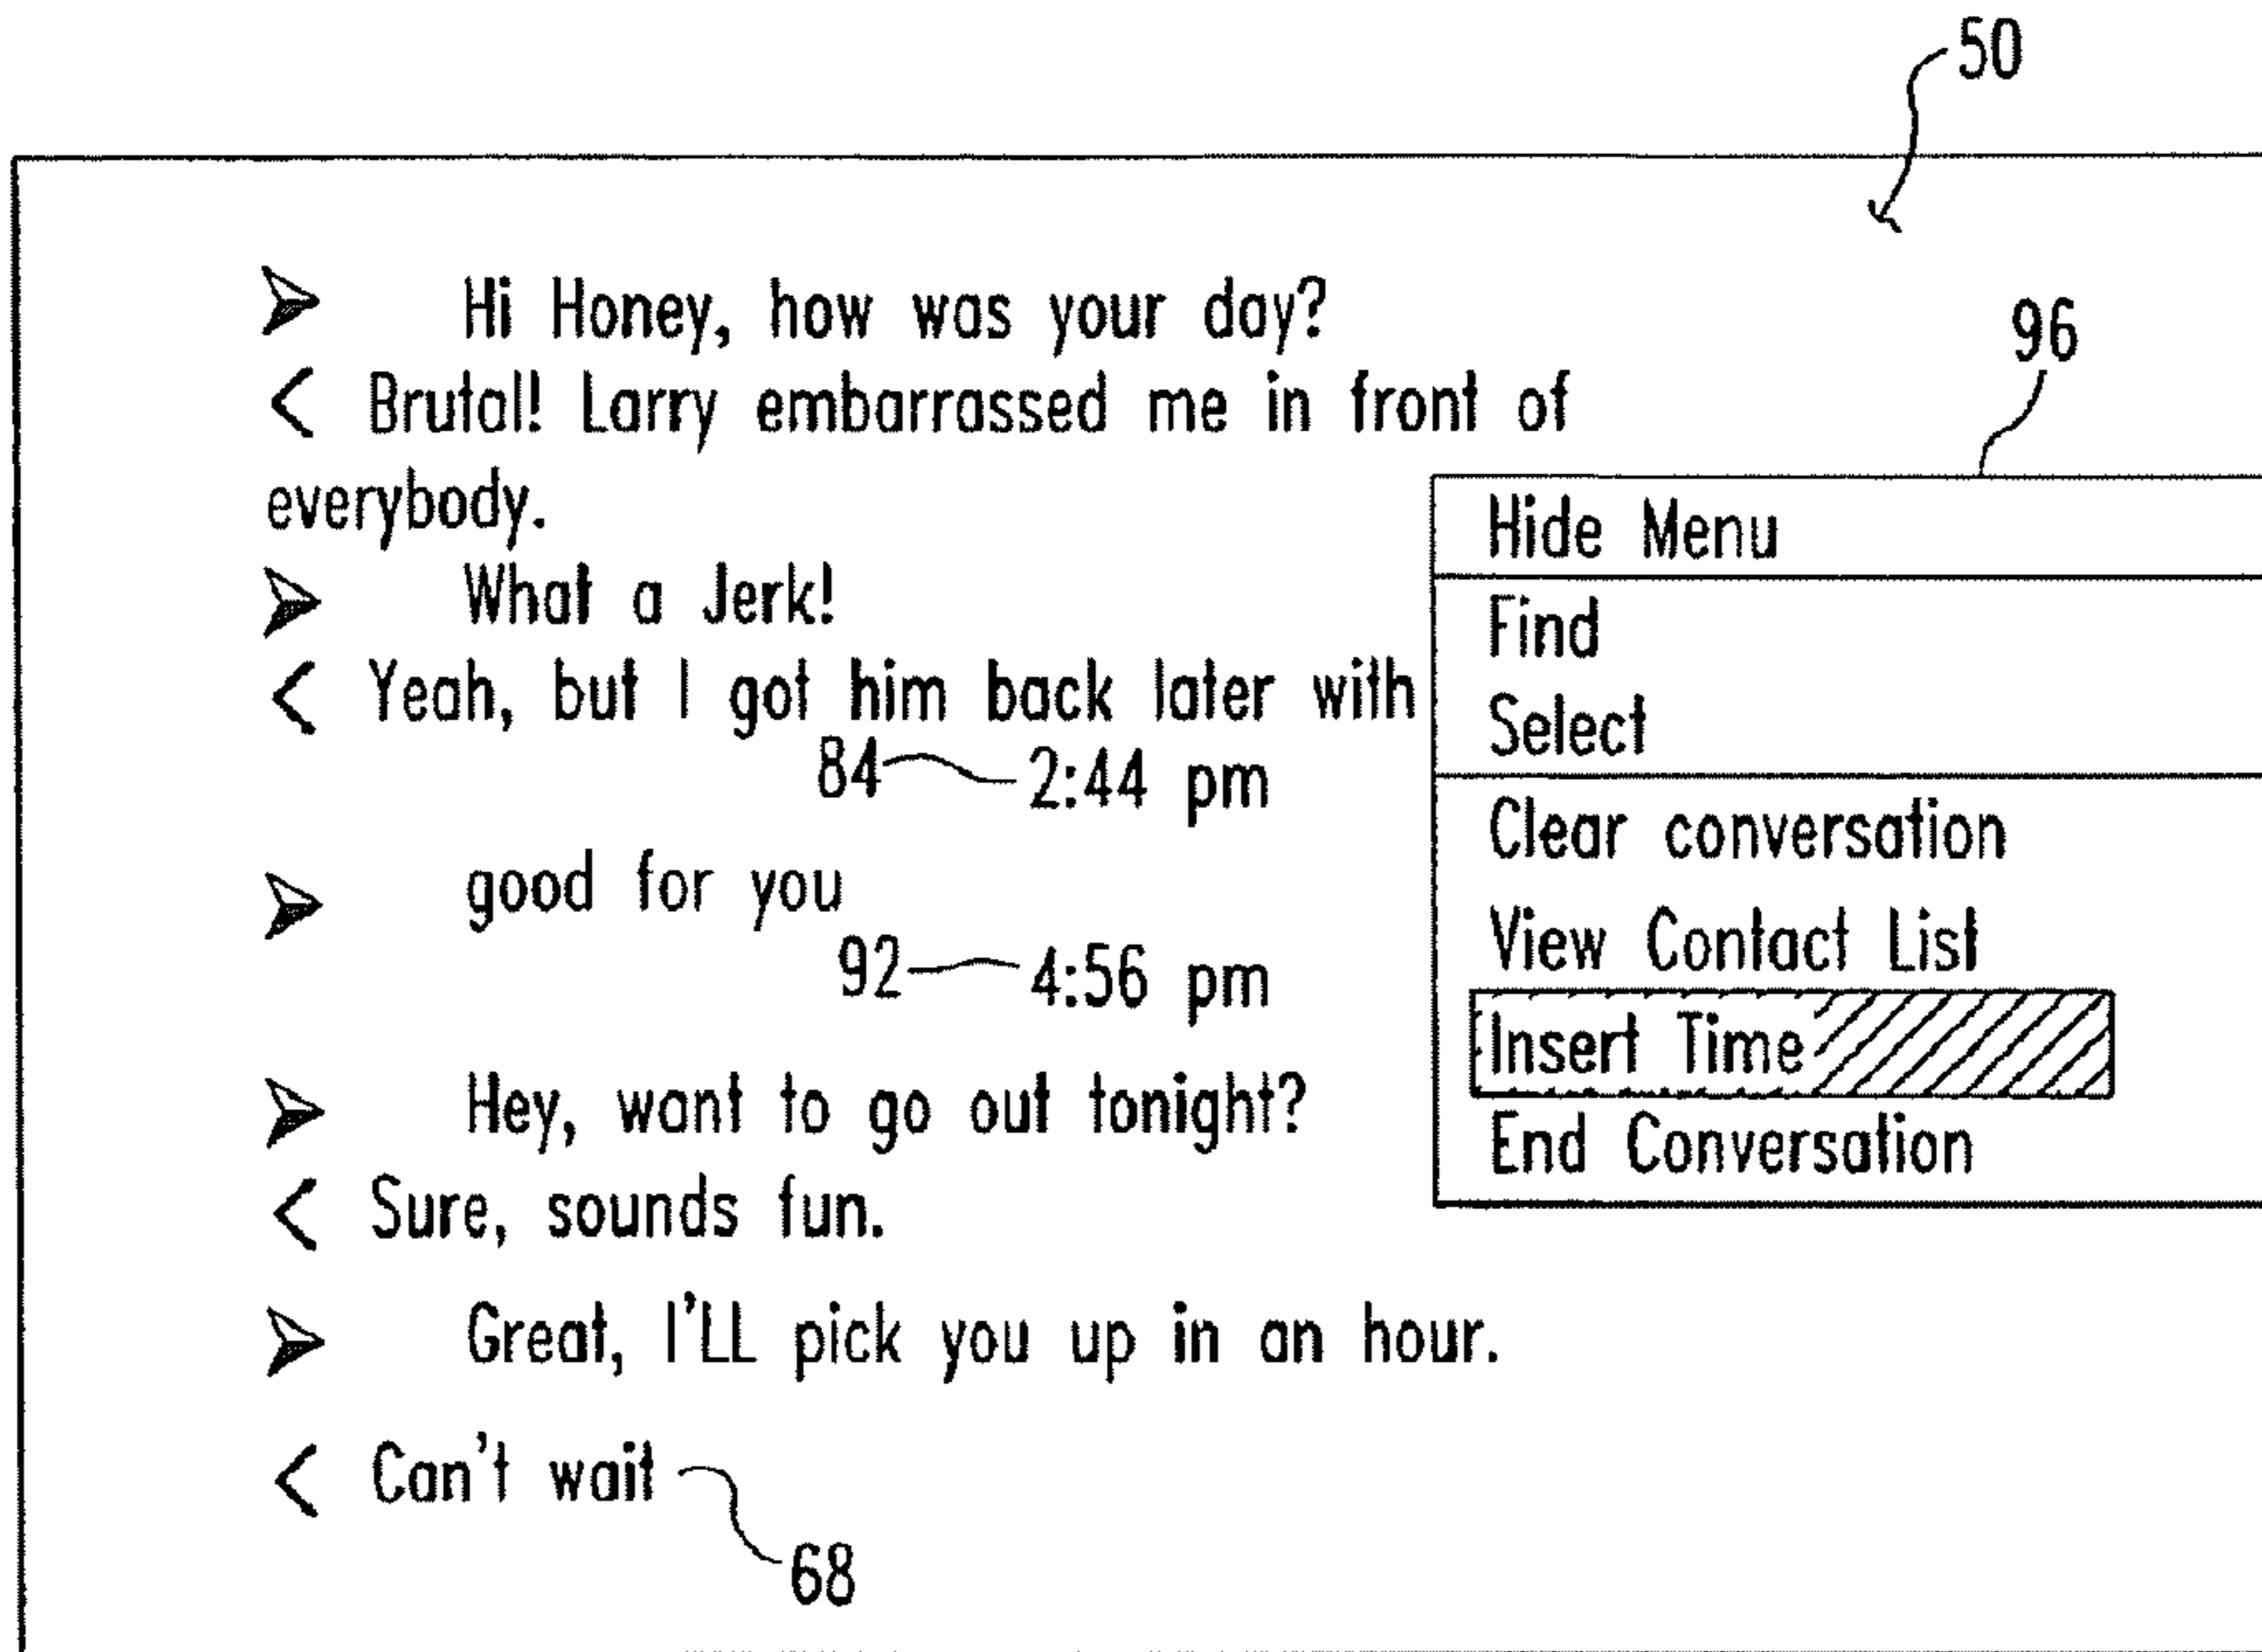 50
> Hi Honey, how was your day?
96
< Brutal! Larry embarrassed me in front of
everybody.
> What a Jerk!
< Yeah, but I got him back later with
84 2:44 pm
> good for you
92 4:56 pm
> Hey, want to go out tonight?
< Sure, sounds fun.
> Great, I'LL pick you up in an hour.
< Can't wait
68
Hide Menu
Find
Select
Clear conversation
View Contact List
Insert Time
End Conversation